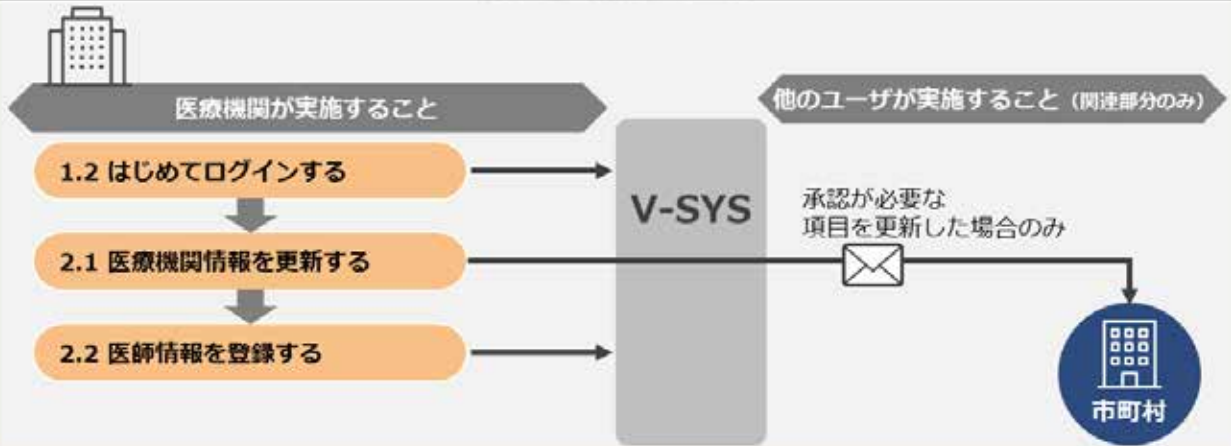 医療機関が実施すること
他のユーザが実施すること（関連部分のみ）
1.2 はじめてログインする
V-SYS
承認が必要な
項目を更新した場合のみ
2.1 医療機関情報を更新する
2.2 医師情報を登録する
市町村